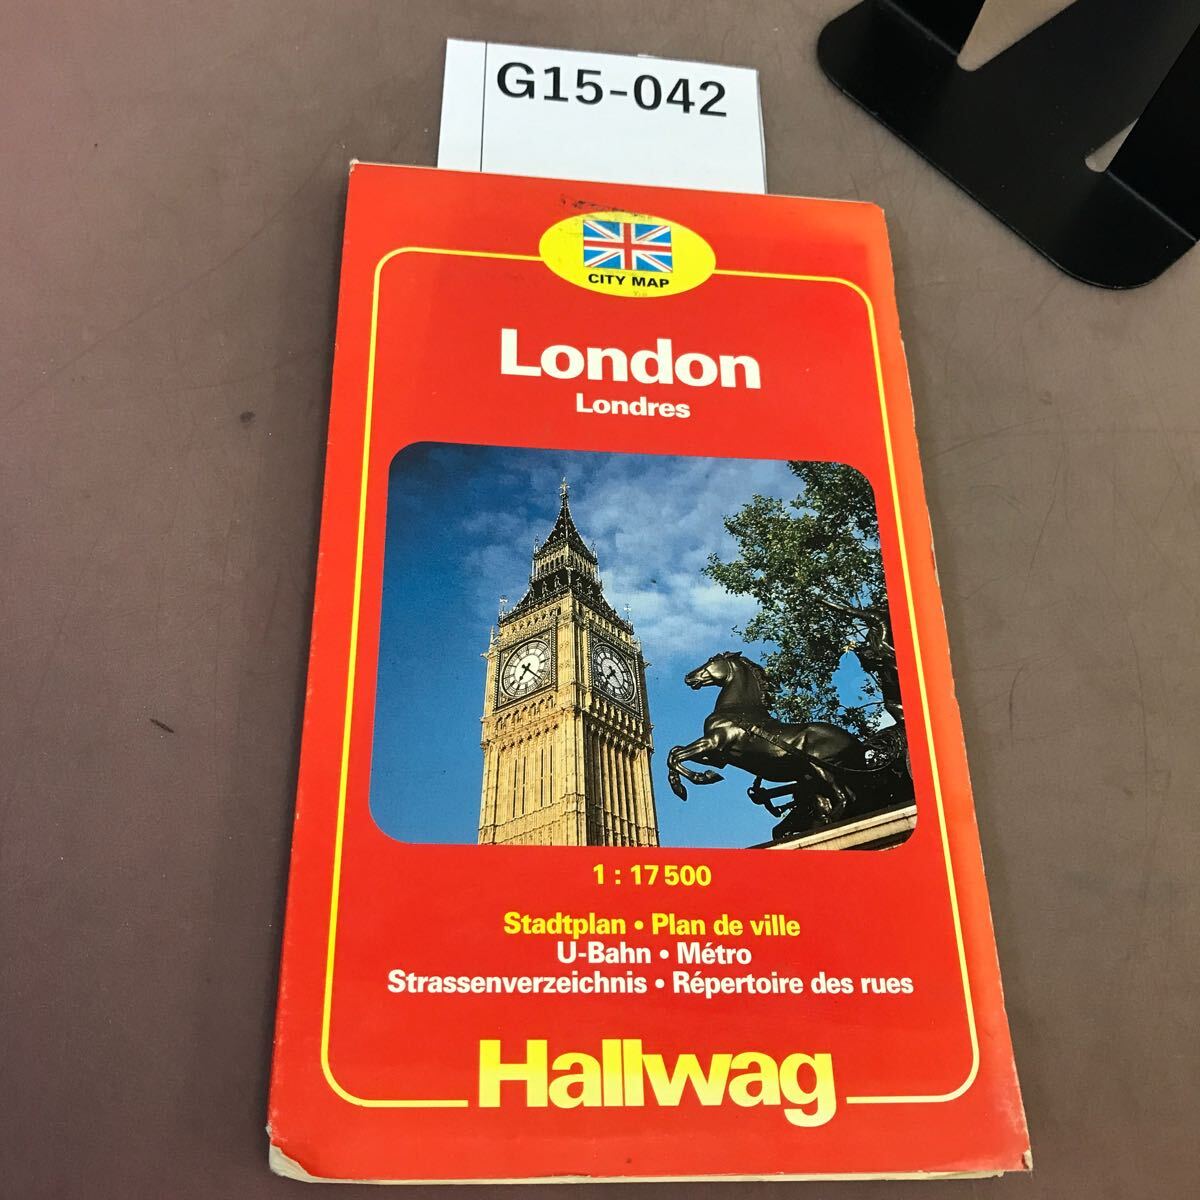 G15-042
CITY MAP
London
Londres
1 : 17 500
Stadtplan • Plan de ville
U-Bahn • Métro
Strassenverzeichnis • Répertoire des rues
Hallwag